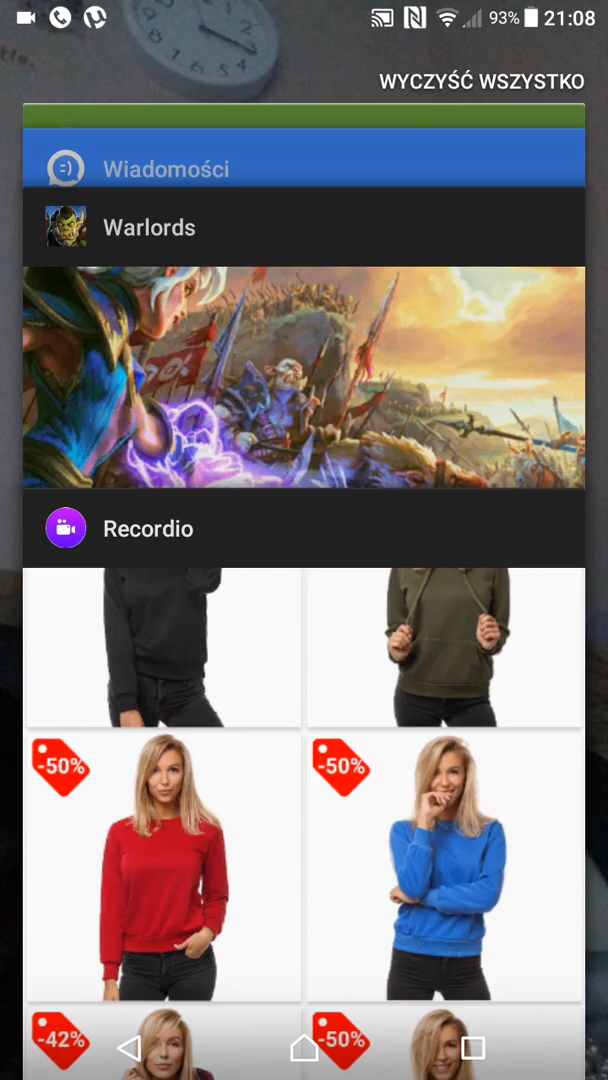 93% 21:08
WYCZYŚĆ WSZYSTKO
:)
Wiadomości
Warlords
Recordio
-50% -50%
-42% -50%